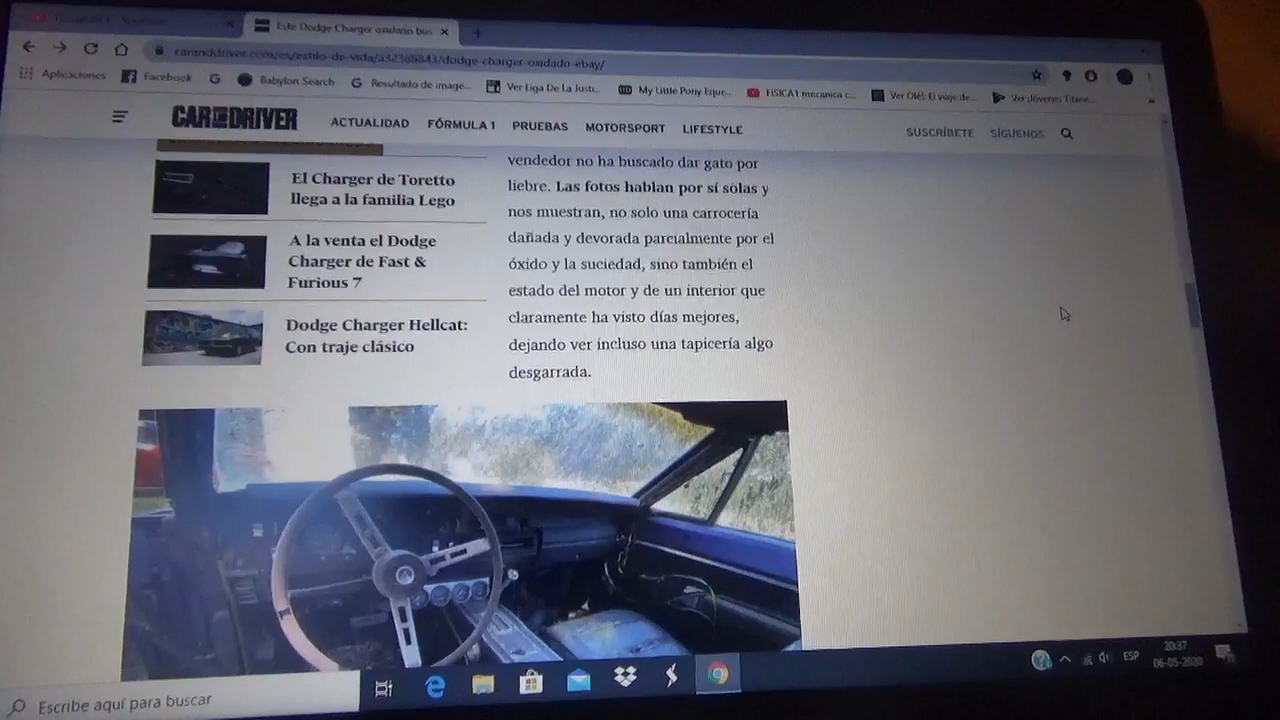 Este Dodge Charger oxidado bus
caranddriver.com/es/estilo-de-vida/a32368843/dodge-charger-oxidado-ebay/
Aplicaciones
Facebook
Babylon Search
Resultado de image...
Ver Liga De La Justi...
My Little Pony Eque...
FISICA1 mecanica c...
Ver Olé: El viaje de...
Ver Jóvenes Titane...
CAR AND DRIVER
ACTUALIDAD
FÓRMULA 1
PRUEBAS
MOTORSPORT
LIFESTYLE
SUSCRÍBETE
SÍGUENOS
El Charger de Toretto
llega a la familia Lego
A la venta el Dodge
Charger de Fast &
Furious 7
Dodge Charger Hellcat:
Con traje clásico
vendedor no ha buscado dar gato por
liebre. Las fotos hablan por sí solas y
nos muestran, no solo una carrocería
dañada y devorada parcialmente por el
óxido y la suciedad, sino también el
estado del motor y de un interior que
claramente ha visto días mejores,
dejando ver incluso una tapicería algo
desgarrada.
Escribe aquí para buscar
ESP
20:37
06-05-2020